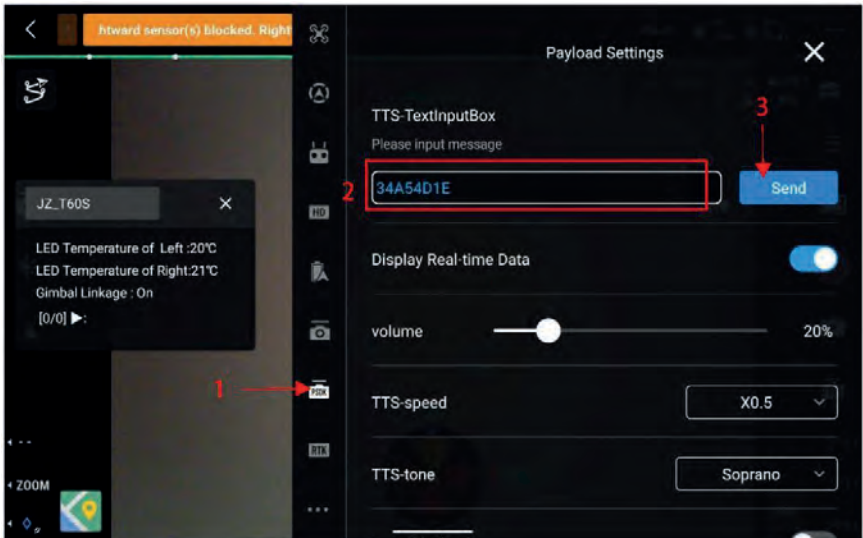 htward sensor(s) blocked. Right
Payload Settings
TTS-TextInputBox
3
Please input message
2
34A54D1E
Send
JZ_T60S
HD
LED Temperature of Left :20℃
LED Temperature of Right:21℃
Gimbal Linkage : On
[0/0] ▶:
Display Real-time Data
volume
20%
1
PSDK
TTS-speed
X0.5
RTK
TTS-tone
Soprano
ZOOM